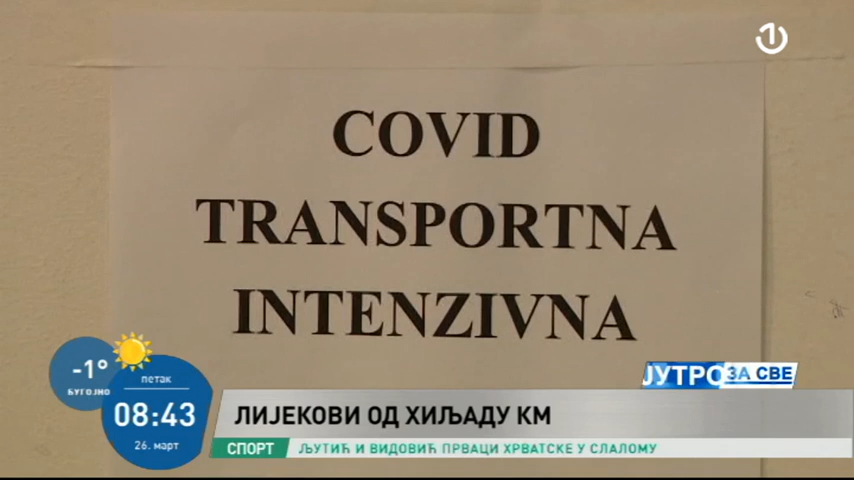 1
COVID
TRANSPORTNA
INTENZIVNA
-1°
БУГОЈНО
петак
08:43
26. март
ЈУТРО ЗА СВЕ
ЛИЈЕКОВИ ОД ХИЉАДУ КМ
СПОРТ
ЉУТИЋ И ВИДОВИЋ ПРВАЦИ ХРВАТСКЕ У СЛАЛОМУ